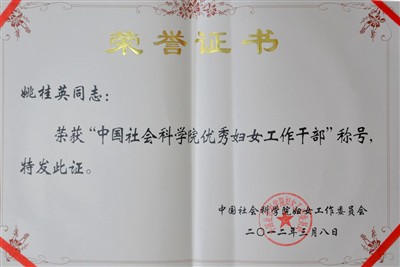 荣誉证书
姚桂英同志：
荣获“中国社会科学院优秀妇女工作干部”称号，
特发此证。
中国社会科学院妇女工作委员会
二〇一二年三月八日